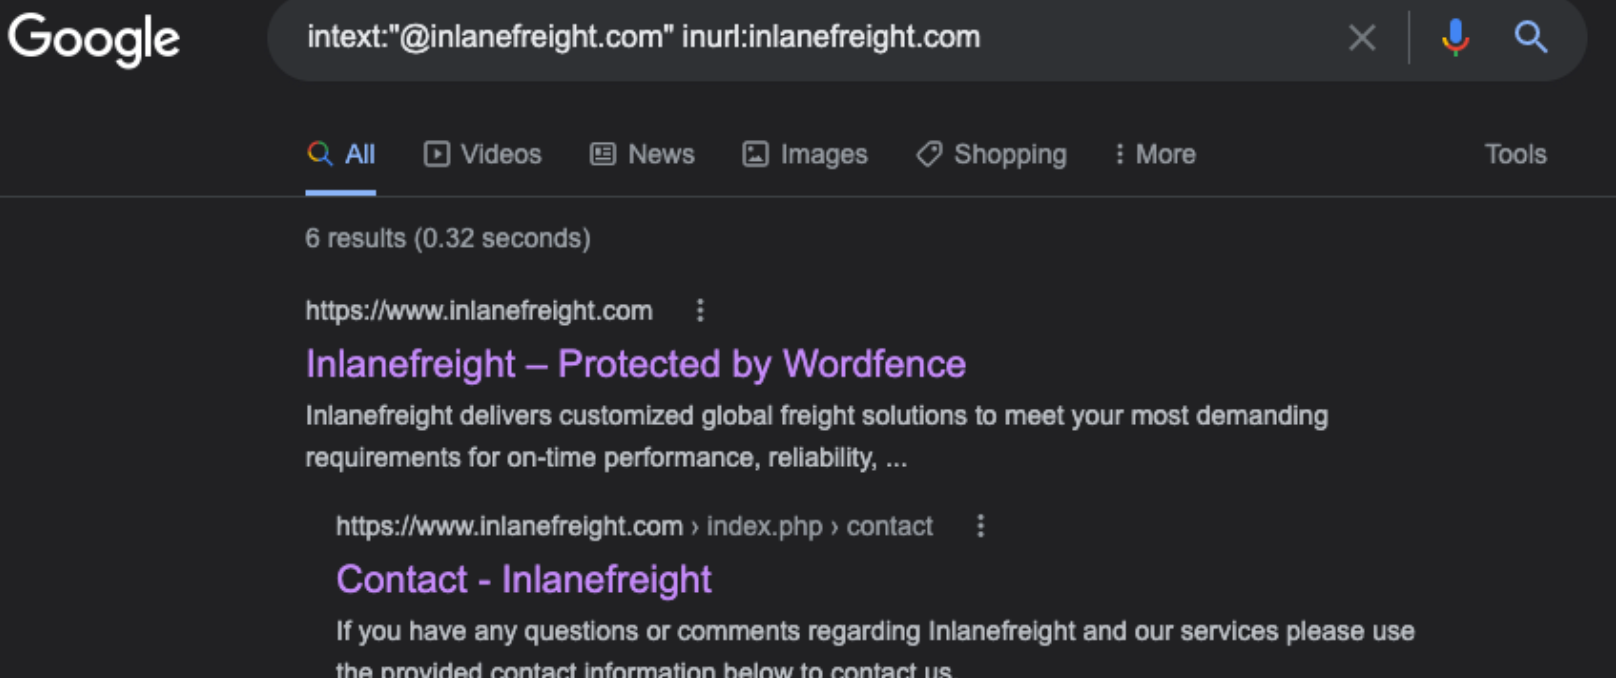 Google
intext:"@inlanefreight.com" inurl:inlanefreight.com
All Videos News Images Shopping More Tools
6 results (0.32 seconds)
https://www.inlanefreight.com
Inlanefreight – Protected by Wordfence
Inlanefreight delivers customized global freight solutions to meet your most demanding
requirements for on-time performance, reliability, ...
https://www.inlanefreight.com › index.php › contact
Contact - Inlanefreight
If you have any questions or comments regarding Inlanefreight and our services please use
the provided contact information below to contact us